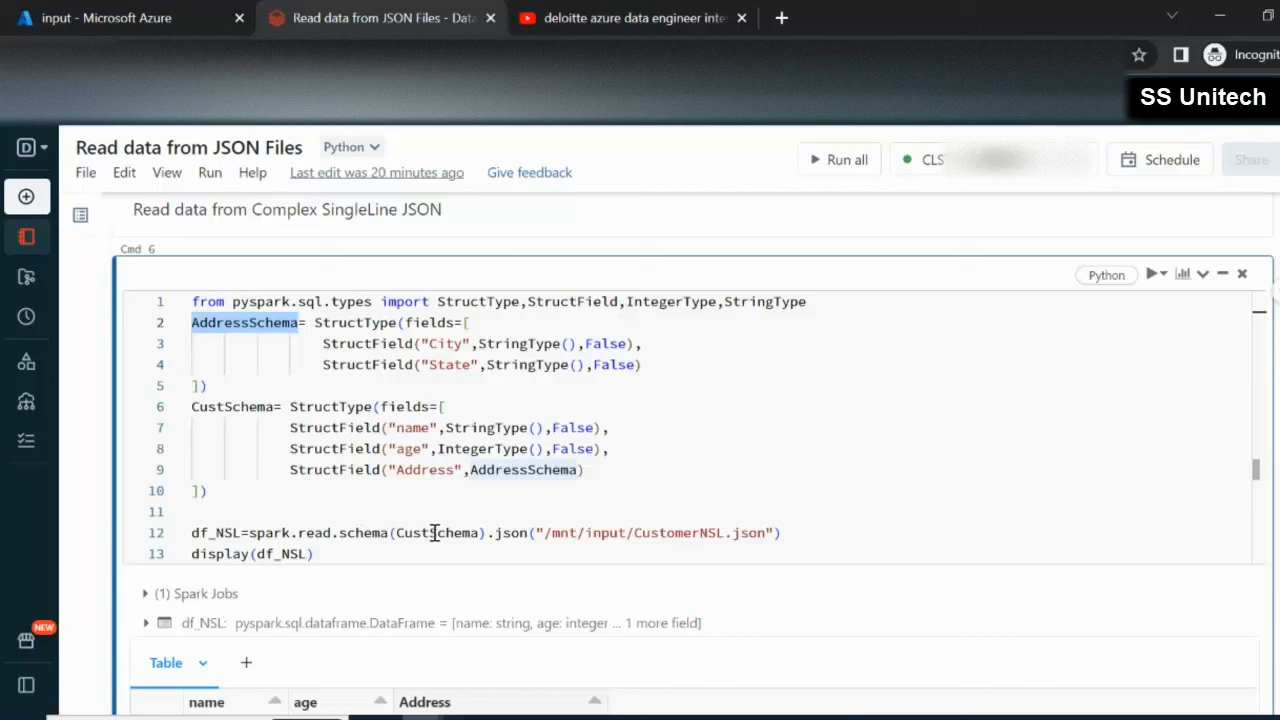 input - Microsoft Azure
Read data from JSON Files - Data
deloitte azure data engineer inte
Incognit
SS Unitech
Read data from JSON Files
Python
Run all
CLS
Schedule
Share
File Edit View Run Help Last edit was 20 minutes ago Give feedback
Read data from Complex SingleLine JSON
Cmd 6
Python
1 from pyspark.sql.types import StructType,StructField,IntegerType,StringType
2 AddressSchema= StructType(fields=[
3 StructField("City",StringType(),False),
4 StructField("State",StringType(),False)
5 ])
6 CustSchema= StructType(fields=[
7 StructField("name",StringType(),False),
8 StructField("age",IntegerType(),False),
9 StructField("Address",AddressSchema)
10 ])
11
12 df_NSL=spark.read.schema(CustSchema).json("/mnt/input/CustomerNSL.json")
13 display(df_NSL)
(1) Spark Jobs
df_NSL: pyspark.sql.dataframe.DataFrame = [name: string, age: integer ... 1 more field]
NEW
Table
name age Address